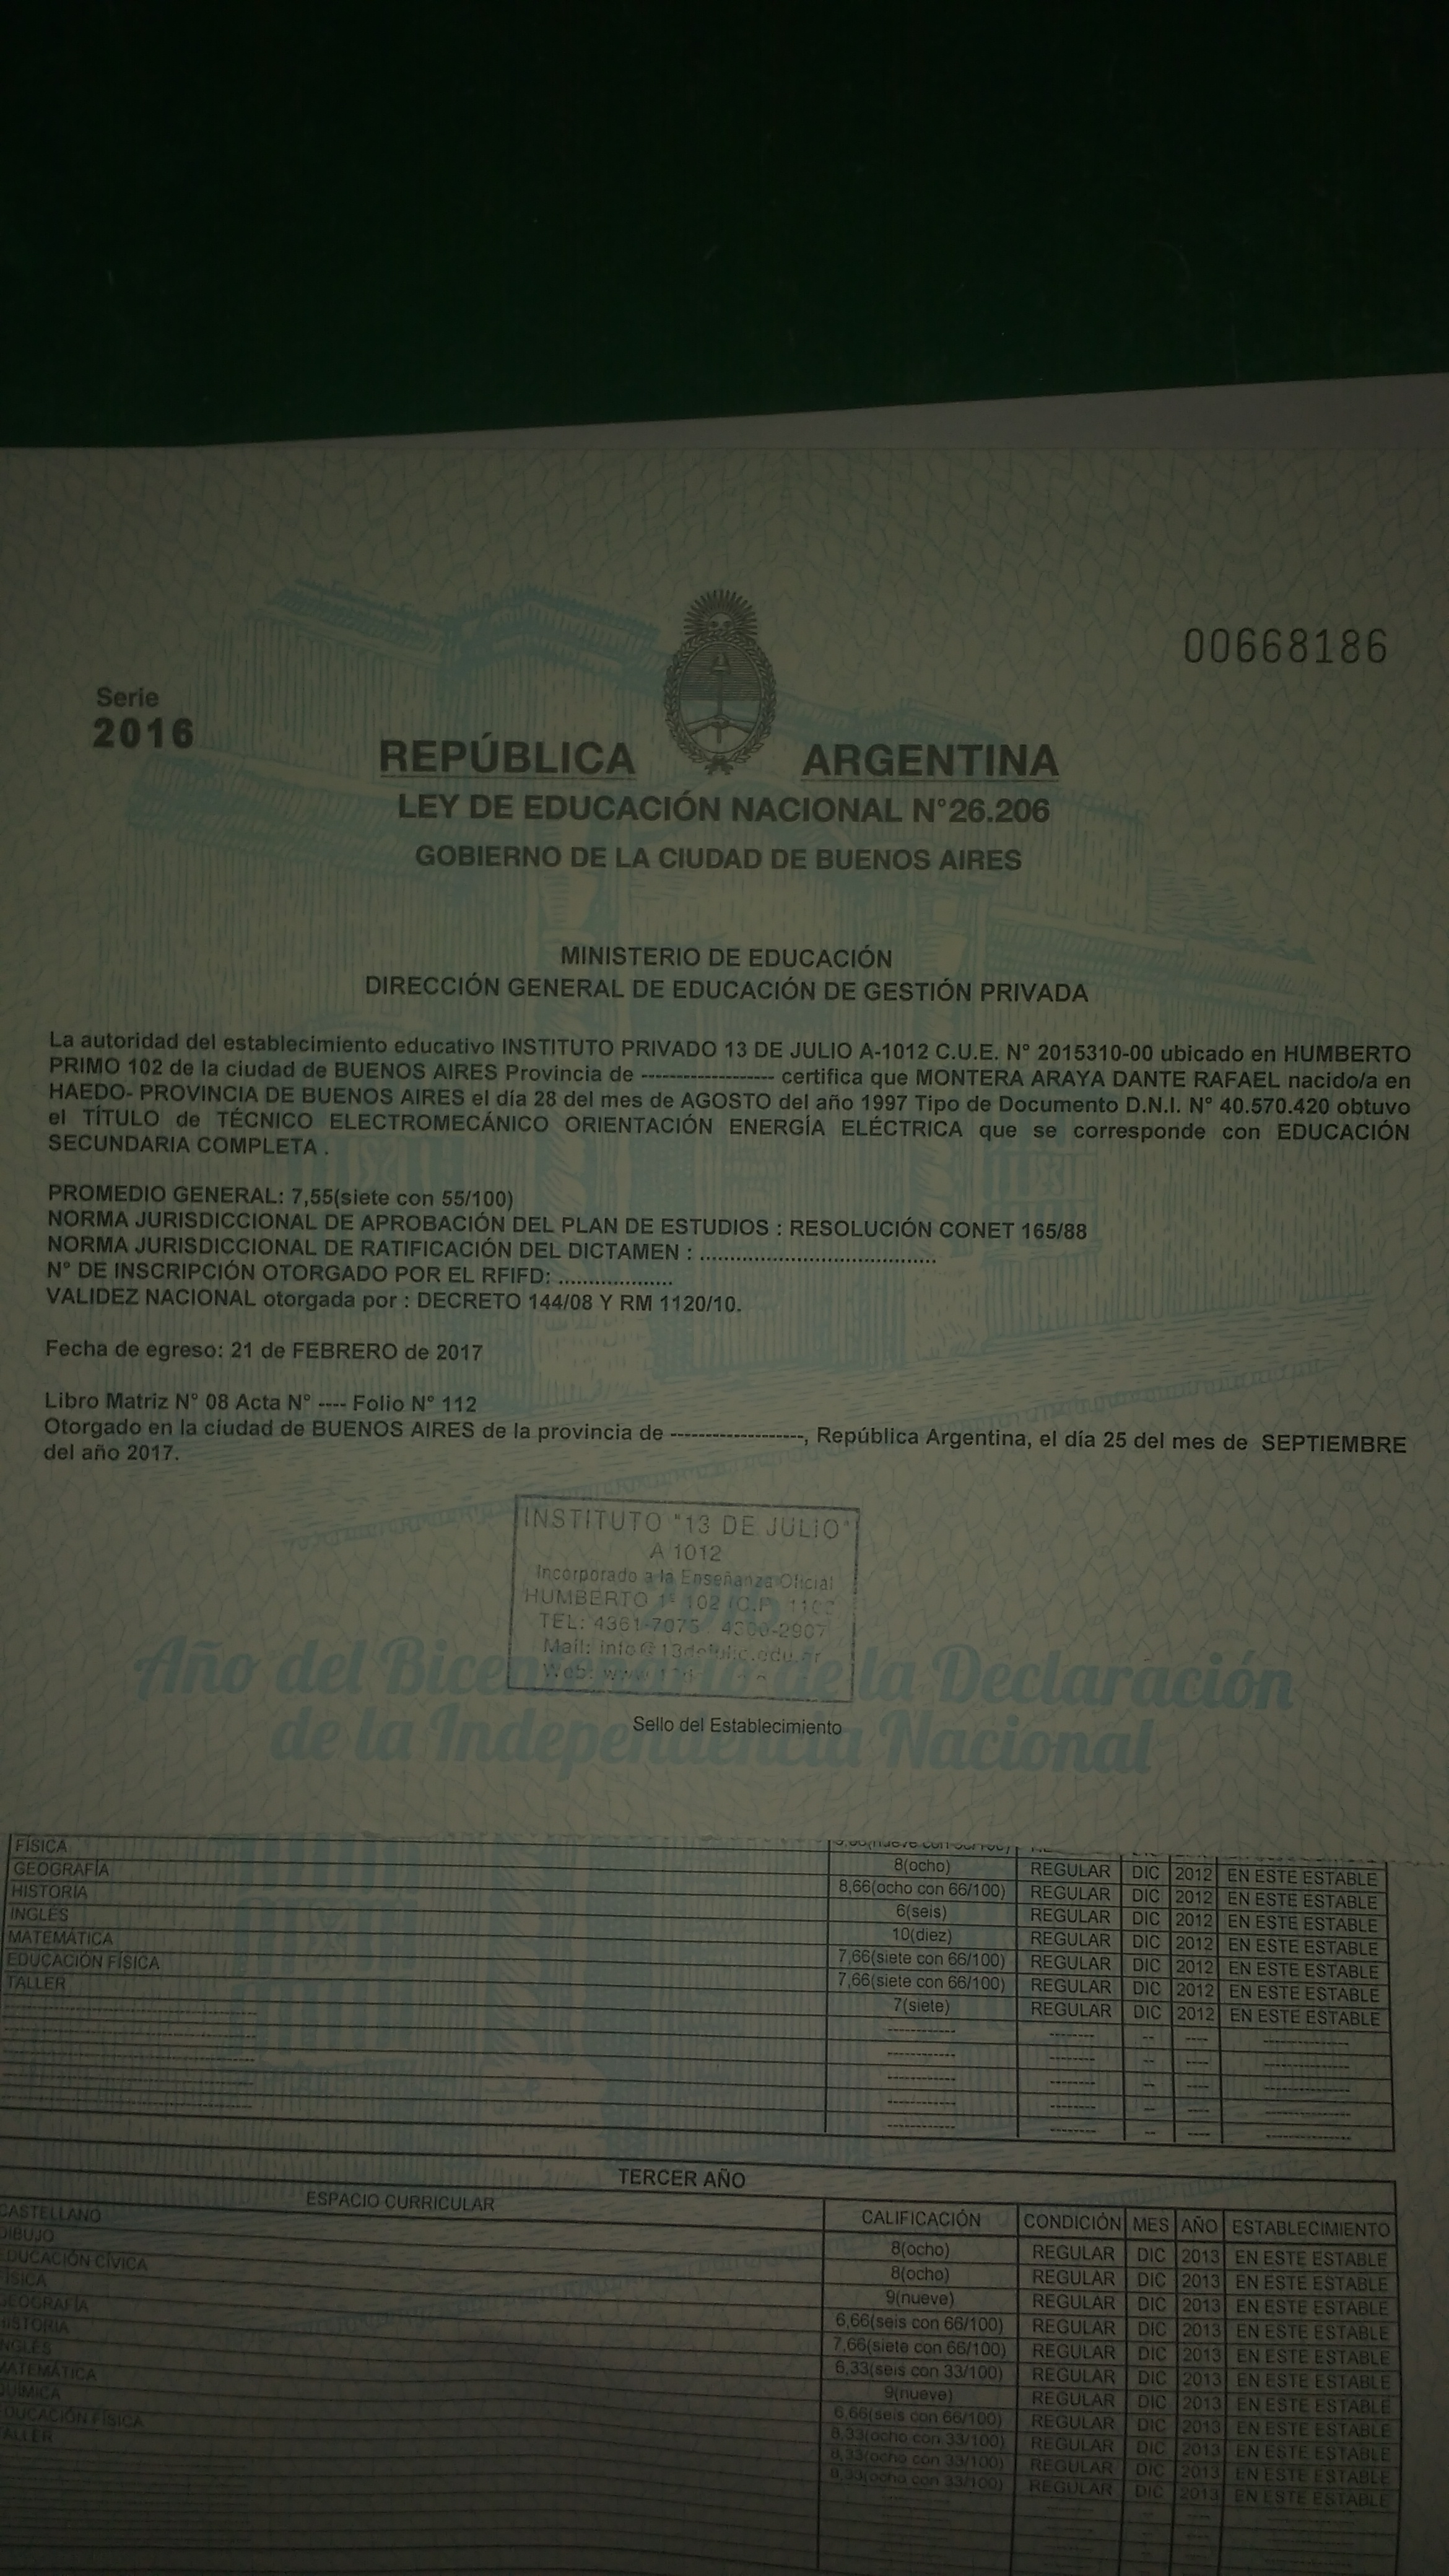 00668186
Serie
2016
REPÚBLICA ARGENTINA
LEY DE EDUCACIÓN NACIONAL N°26.206
GOBIERNO DE LA CIUDAD DE BUENOS AIRES
MINISTERIO DE EDUCACIÓN
DIRECCIÓN GENERAL DE EDUCACIÓN DE GESTIÓN PRIVADA
La autoridad del establecimiento educativo INSTITUTO PRIVADO 13 DE JULIO A-1012 C.U.E. N° 2015310-00 ubicado en HUMBERTO
PRIMO 102 de la ciudad de BUENOS AIRES Provincia de ------------------- certifica que MONTERA ARAYA DANTE RAFAEL nacido/a en
HAEDO- PROVINCIA DE BUENOS AIRES el día 28 del mes de AGOSTO del año 1997 Tipo de Documento D.N.I. N° 40.570.420 obtuvo
el TÍTULO de TÉCNICO ELECTROMECÁNICO ORIENTACIÓN ENERGÍA ELÉCTRICA que se corresponde con EDUCACIÓN
SECUNDARIA COMPLETA .
PROMEDIO GENERAL: 7,55(siete con 55/100)
NORMA JURISDICCIONAL DE APROBACIÓN DEL PLAN DE ESTUDIOS : RESOLUCIÓN CONET 165/88
NORMA JURISDICCIONAL DE RATIFICACIÓN DEL DICTAMEN : .......................................
N° DE INSCRIPCIÓN OTORGADO POR EL RFIFD: ...................
VALIDEZ NACIONAL otorgada por : DECRETO 144/08 Y RM 1120/10.
Fecha de egreso: 21 de FEBRERO de 2017
Libro Matriz N° 08 Acta N° ---- Folio N° 112
Otorgado en la ciudad de BUENOS AIRES de la provincia de -------------------, República Argentina, el día 25 del mes de SEPTIEMBRE
del año 2017.
INSTITUTO "13 DE JULIO"
A 1012
Incorporado a la Enseñanza Oficial
HUMBERTO 1° 102
TEL: 4361-7075
Mail:
Web:
Año del Bicentenario de la Declaración
de la Independencia Nacional
Sello del Establecimiento
FÍSICA
GEOGRAFÍA 8(ocho) REGULAR DIC 2012 EN ESTE ESTABLE
HISTORIA 8,66(ocho con 66/100) REGULAR DIC 2012 EN ESTE ESTABLE
INGLÉS 6(seis) REGULAR DIC 2012 EN ESTE ESTABLE
MATEMÁTICA 10(diez) REGULAR DIC 2012 EN ESTE ESTABLE
EDUCACIÓN FÍSICA 7,66(siete con 66/100) REGULAR DIC 2012 EN ESTE ESTABLE
TALLER 7,66(siete con 66/100) REGULAR DIC 2012 EN ESTE ESTABLE
7(siete) REGULAR DIC 2012 EN ESTE ESTABLE
TERCER AÑO
ESPACIO CURRICULAR CALIFICACIÓN CONDICIÓN MES AÑO ESTABLECIMIENTO
CASTELLANO 8(ocho) REGULAR DIC 2013 EN ESTE ESTABLE
DIBUJO 8(ocho) REGULAR DIC 2013 EN ESTE ESTABLE
EDUCACIÓN CÍVICA 9(nueve) REGULAR DIC 2013 EN ESTE ESTABLE
FÍSICA 6,66(seis con 66/100) REGULAR DIC 2013 EN ESTE ESTABLE
GEOGRAFÍA 7,66(siete con 66/100) REGULAR DIC 2013 EN ESTE ESTABLE
HISTORIA 6,33(seis con 33/100) REGULAR DIC 2013 EN ESTE ESTABLE
INGLÉS 9(nueve) REGULAR DIC 2013 EN ESTE ESTABLE
MATEMÁTICA 6,66(seis con 66/100) REGULAR DIC 2013 EN ESTE ESTABLE
QUÍMICA 8,33(ocho con 33/100) REGULAR DIC 2013 EN ESTE ESTABLE
EDUCACIÓN FÍSICA 8,33(ocho con 33/100) REGULAR DIC 2013 EN ESTE ESTABLE
TALLER 8,33(ocho con 33/100) REGULAR DIC 2013 EN ESTE ESTABLE